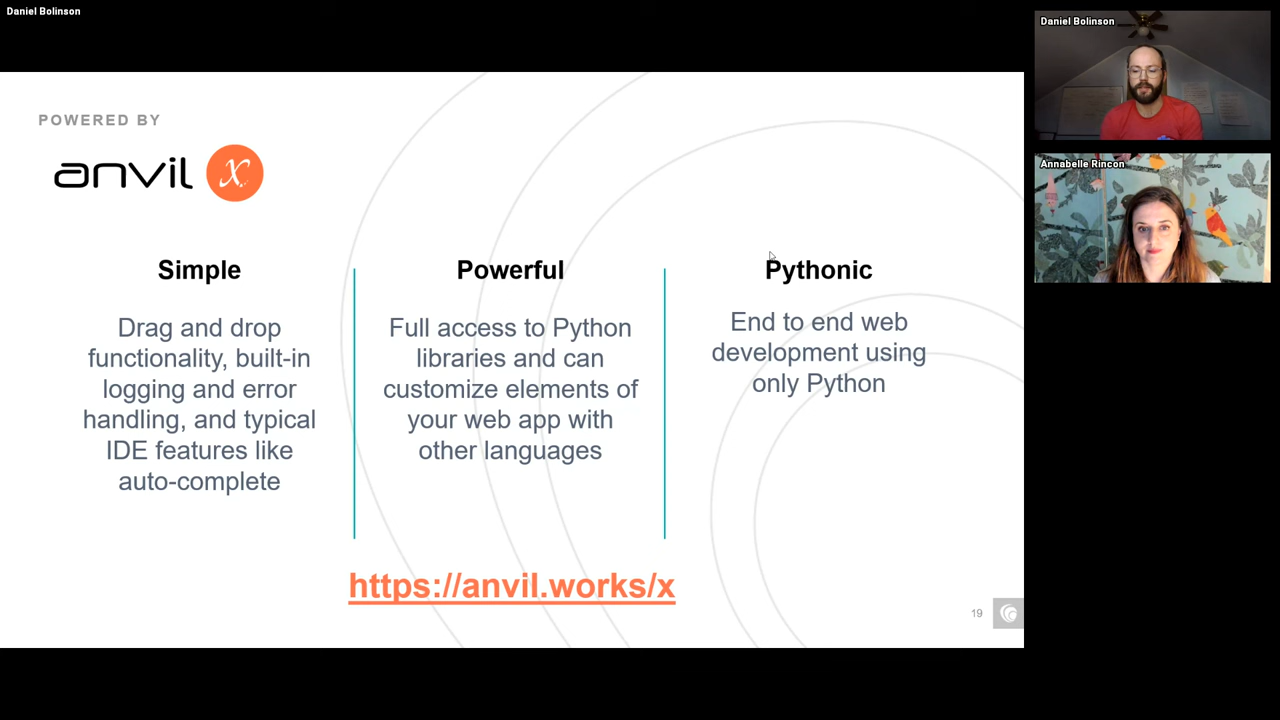 Daniel Bolinson
POWERED BY
anvil x
Simple
Drag and drop
functionality, built-in
logging and error
handling, and typical
IDE features like
auto-complete
Powerful
Full access to Python
libraries and can
customize elements of
your web app with
other languages
Pythonic
End to end web
development using
only Python
https://anvil.works/x
19
Daniel Bolinson
Annabelle Rincon